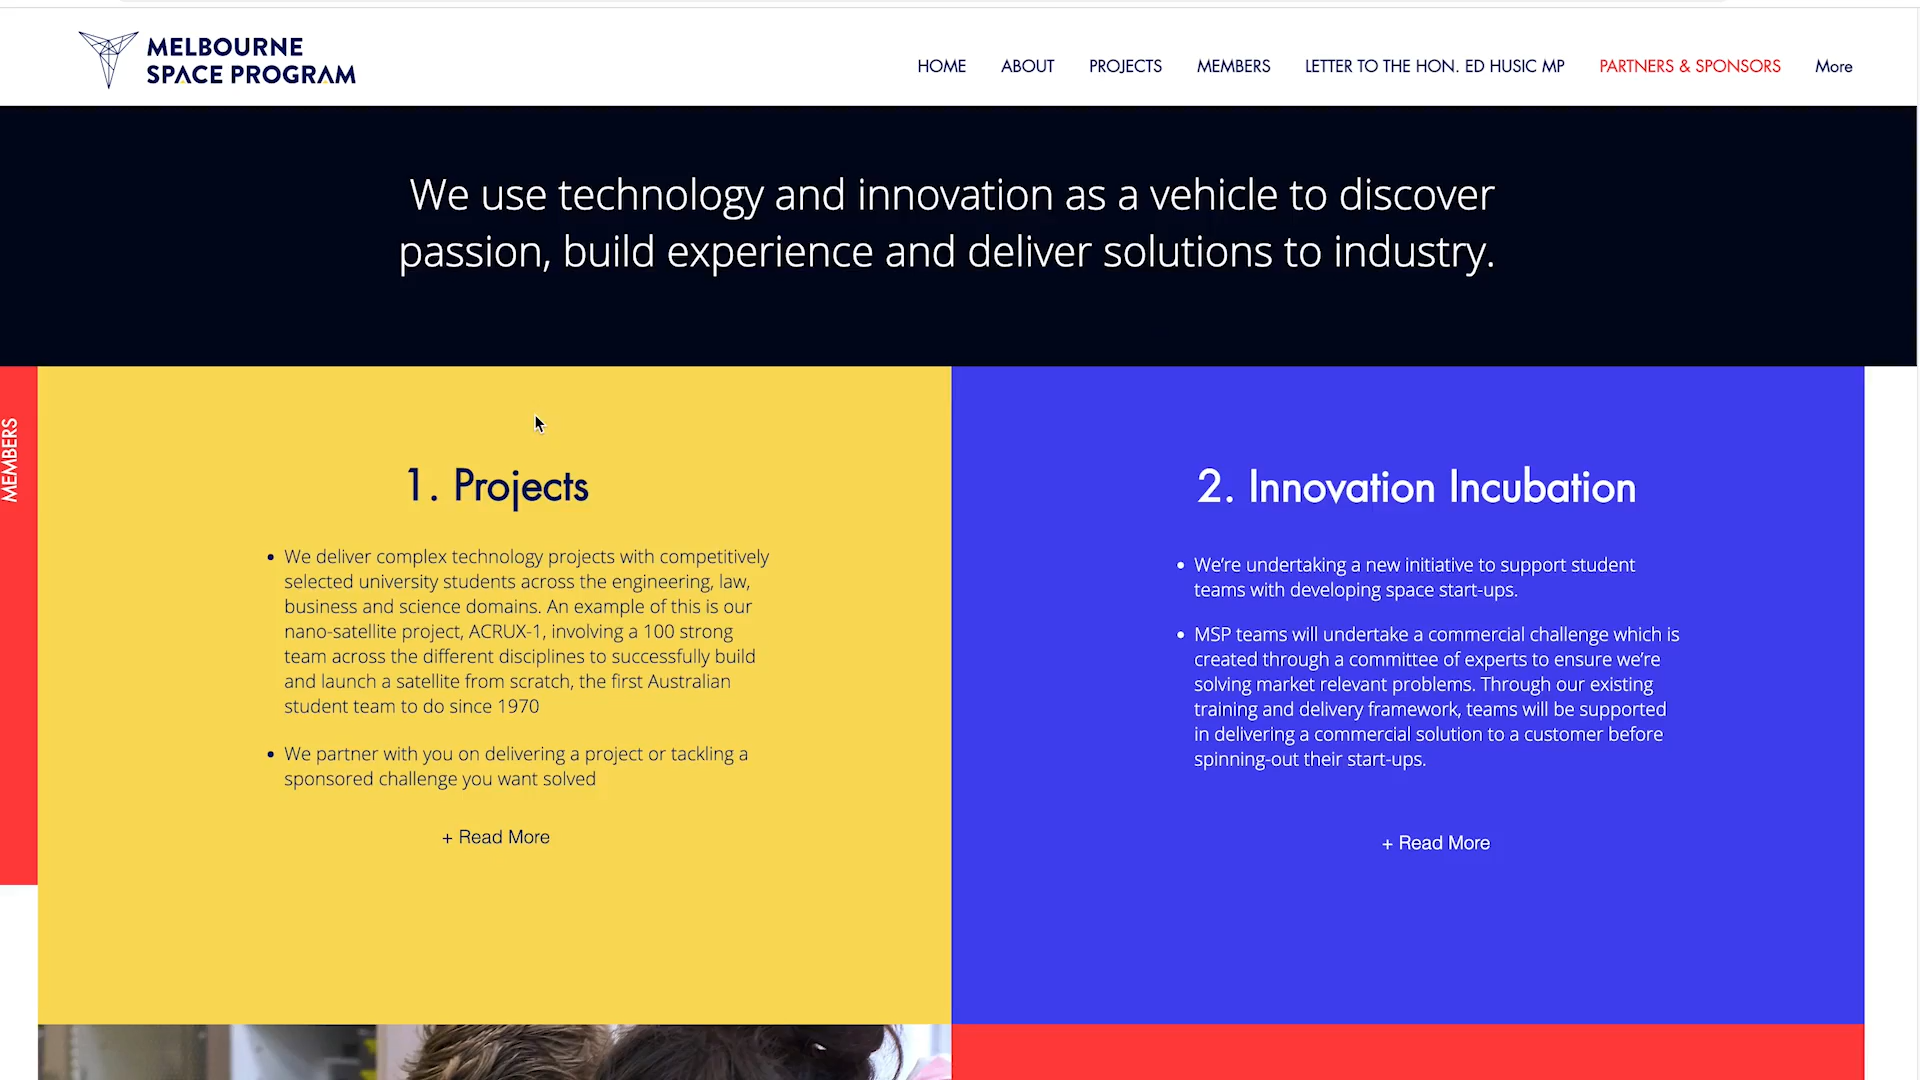 MELBOURNE
SPACE PROGRAM
HOME ABOUT PROJECTS MEMBERS LETTER TO THE HON. ED HUSIC MP PARTNERS & SPONSORS More
We use technology and innovation as a vehicle to discover
passion, build experience and deliver solutions to industry.
MEMBERS
1. Projects
• We deliver complex technology projects with competitively
selected university students across the engineering, law,
business and science domains. An example of this is our
nano-satellite project, ACRUX-1, involving a 100 strong
team across the different disciplines to successfully build
and launch a satellite from scratch, the first Australian
student team to do since 1970
• We partner with you on delivering a project or tackling a
sponsored challenge you want solved
+ Read More
2. Innovation Incubation
• We’re undertaking a new initiative to support student
teams with developing space start-ups.
• MSP teams will undertake a commercial challenge which is
created through a committee of experts to ensure we’re
solving market relevant problems. Through our existing
training and delivery framework, teams will be supported
in delivering a commercial solution to a customer before
spinning-out their start-ups.
+ Read More